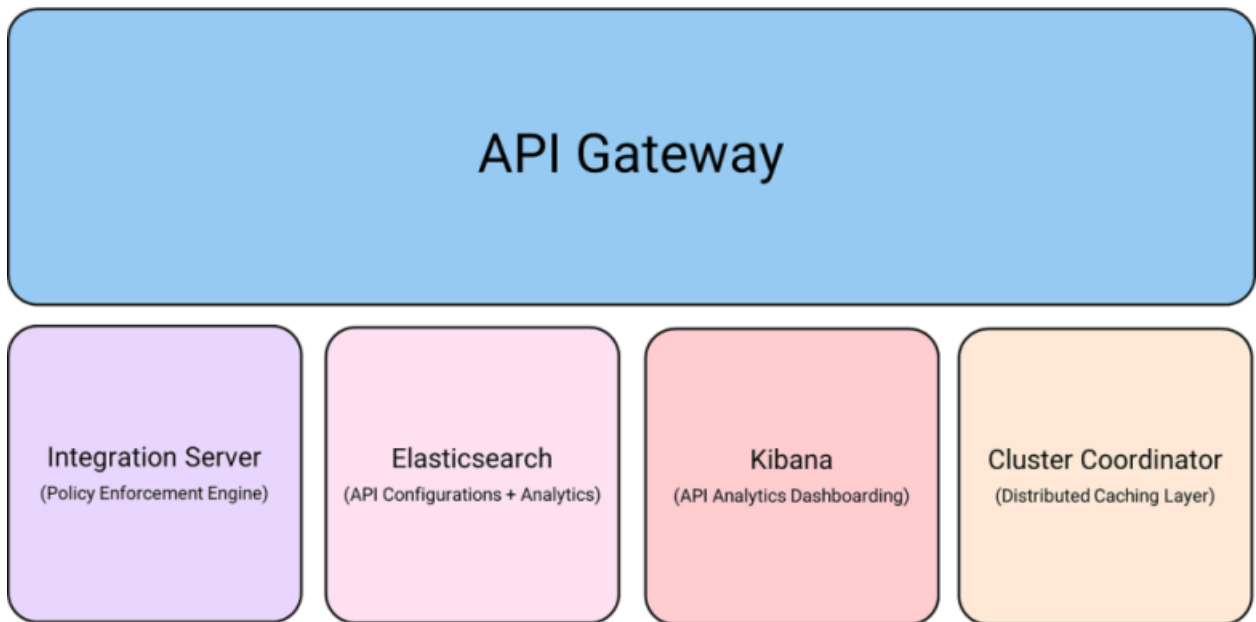 API Gateway
Integration Server
(Policy Enforcement Engine)
Elasticsearch
(API Configurations + Analytics)
Kibana
(API Analytics Dashboarding)
Cluster Coordinator
(Distributed Caching Layer)